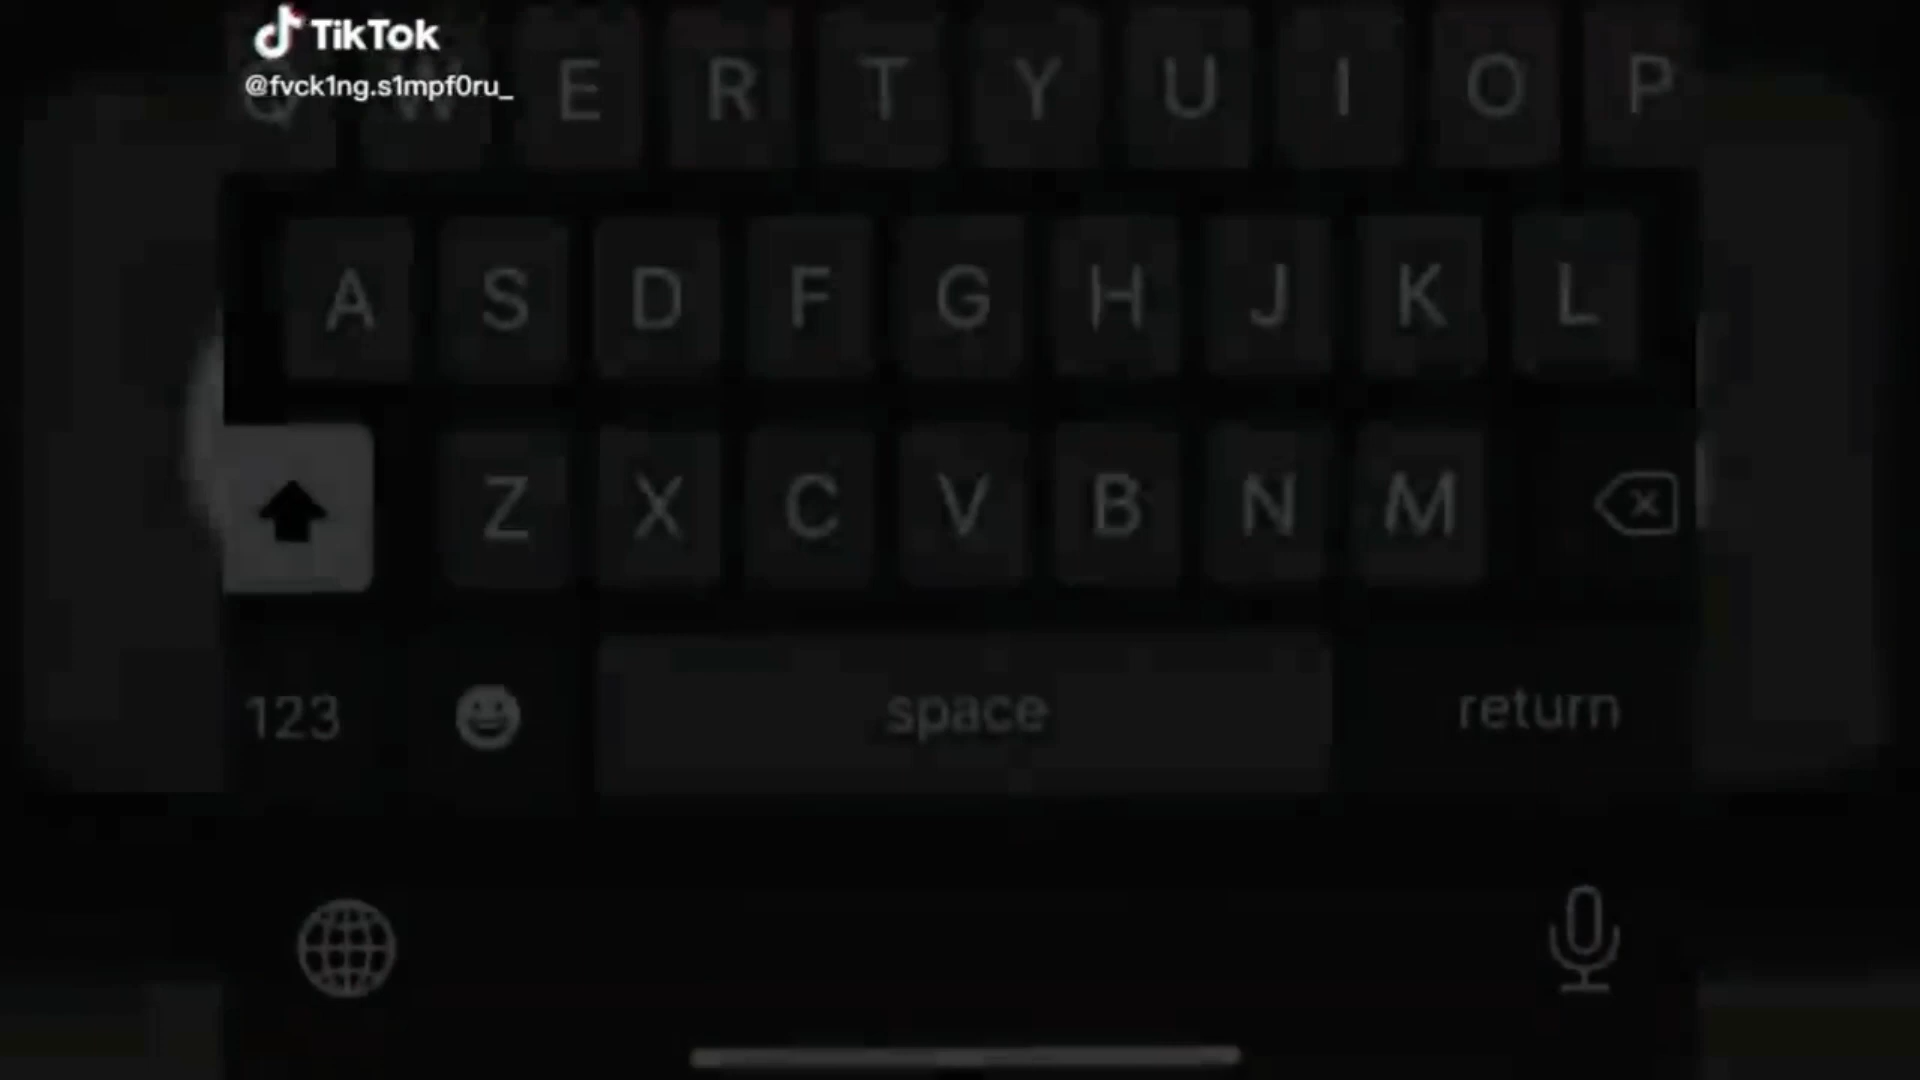 TikTok
@fvck1ng.s1mpf0ru_
Q W E R T Y U I O P
A S D F G H J K L
Z X C V B N M
123 space return